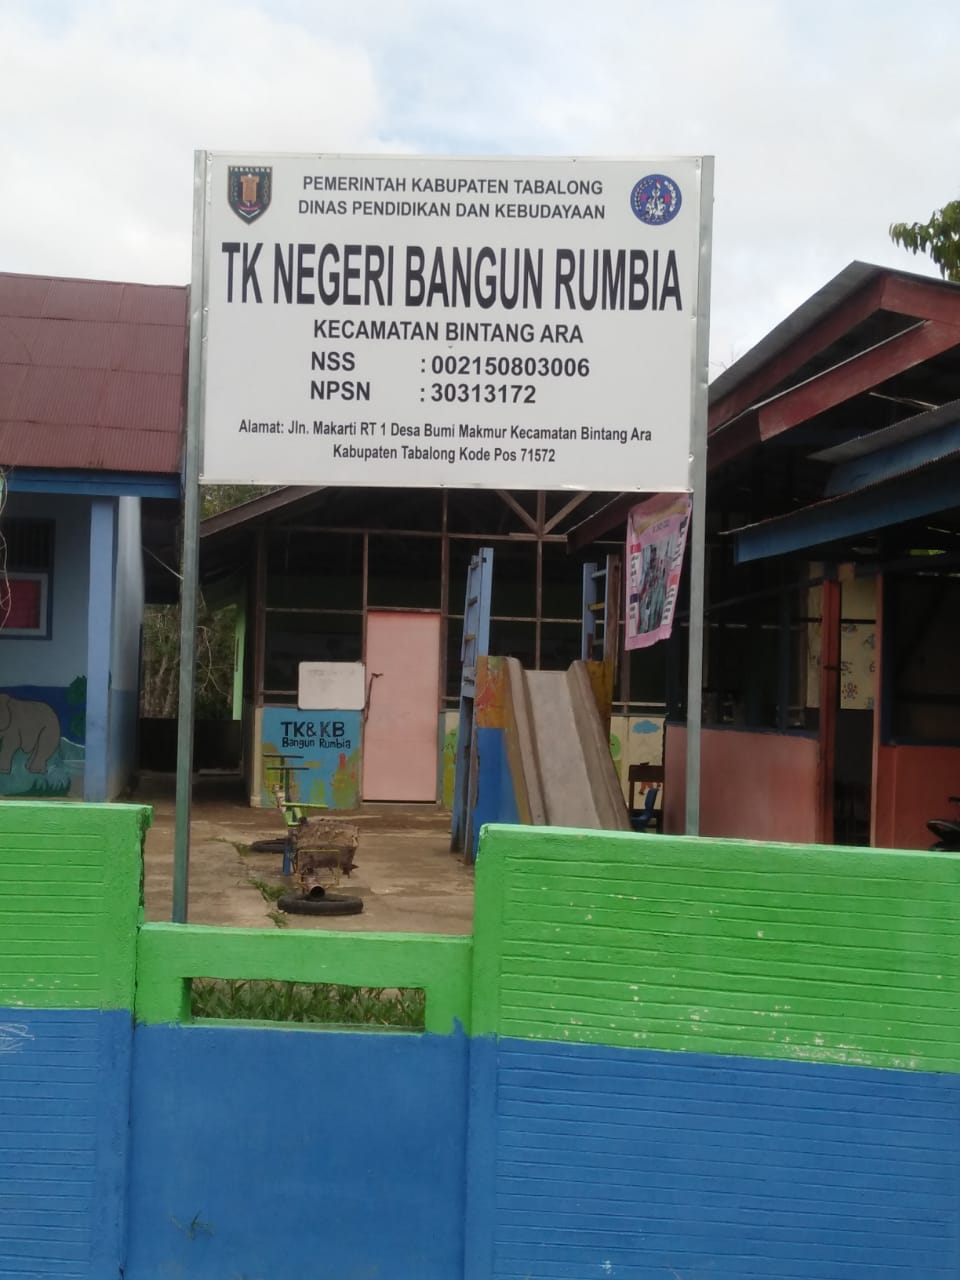 TABALONG
PEMERINTAH KABUPATEN TABALONG
DINAS PENDIDIKAN DAN KEBUDAYAAN
TK NEGERI BANGUN RUMBIA
KECAMATAN BINTANG ARA
NSS : 002150803006
NPSN : 30313172
Alamat: Jln. Makarti RT 1 Desa Bumi Makmur Kecamatan Bintang Ara
Kabupaten Tabalong Kode Pos 71572
TK&KB
Bangun Rumbia